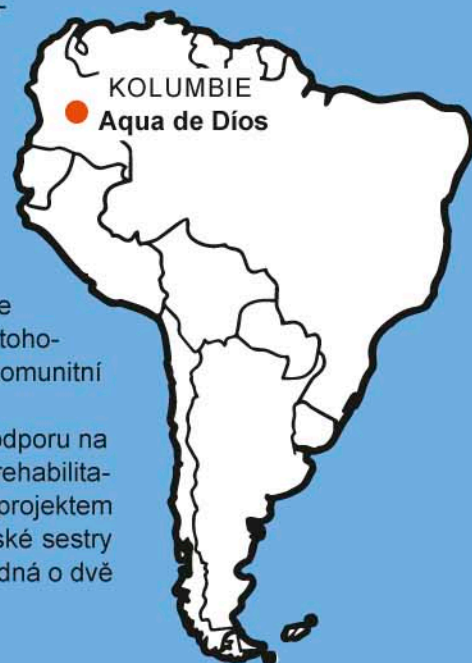 KOLUMBIE
Aqua de Díos
e
toho-
omunitní
odporu na
rehabilita-
projektem
ské sestry
dná o dvě